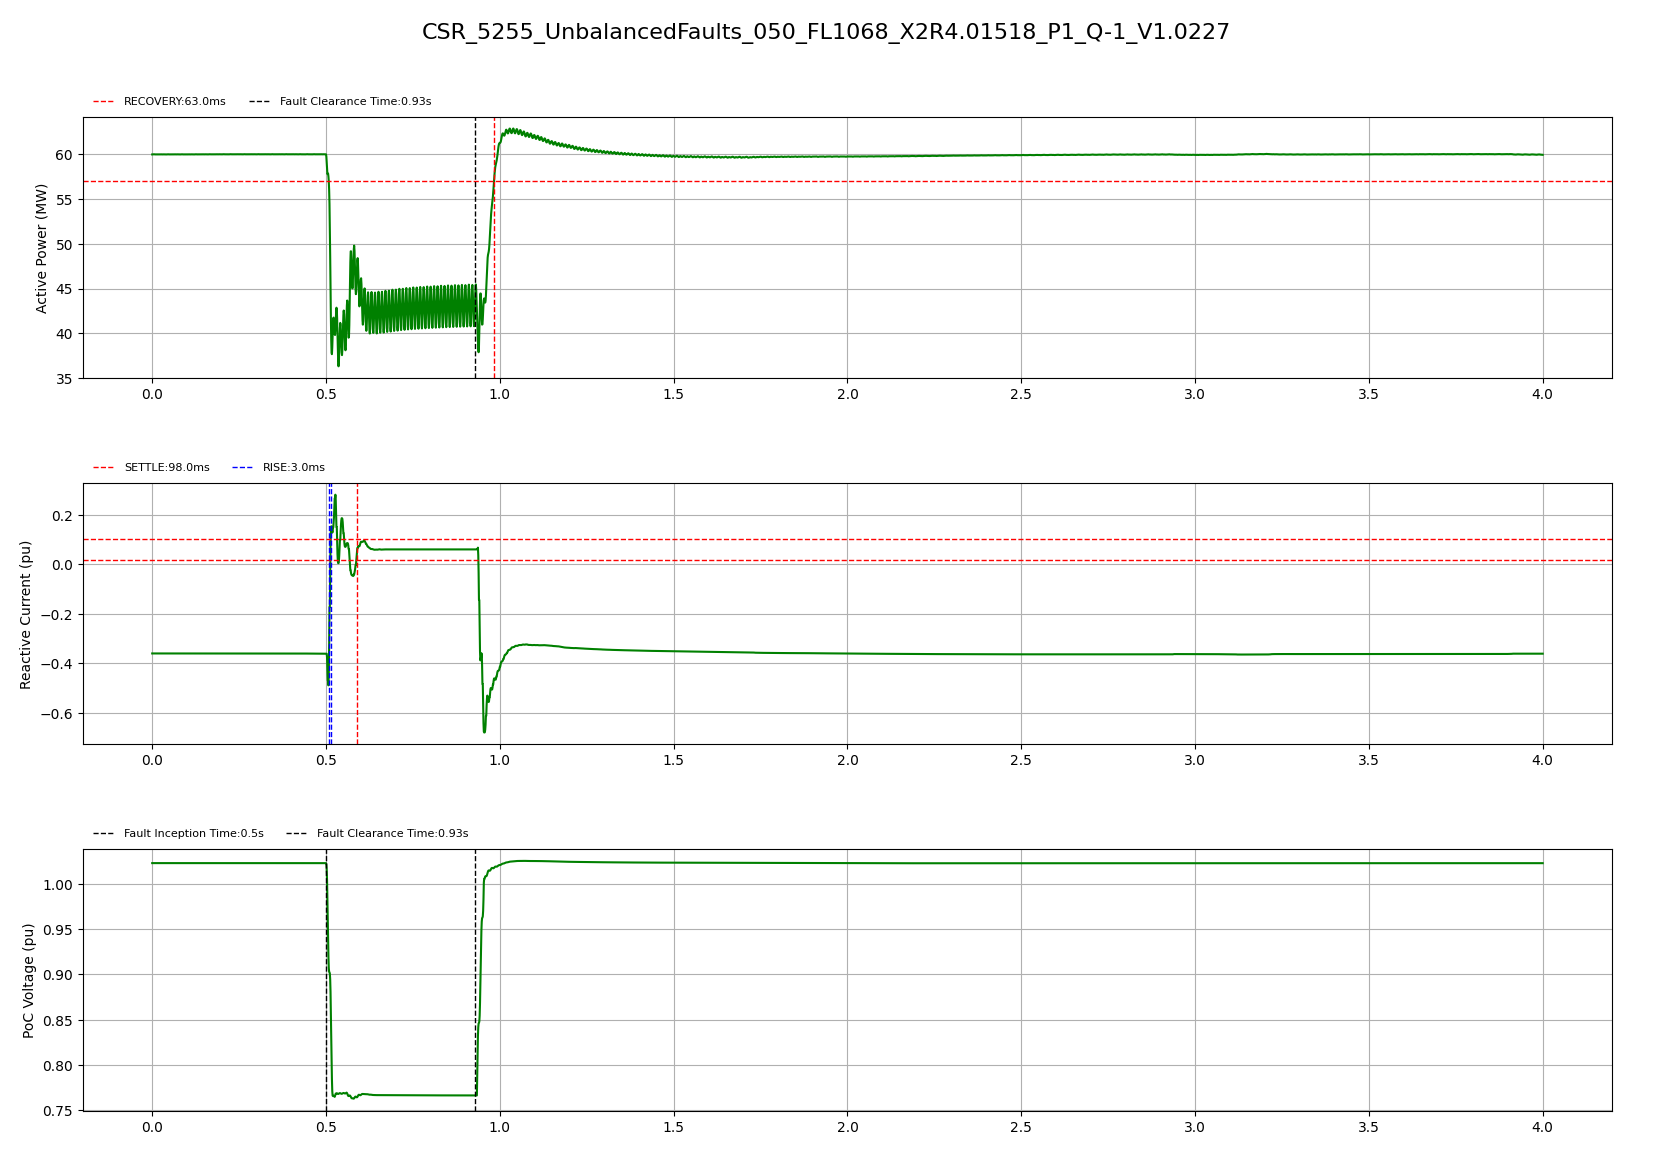 CSR_5255_UnbalancedFaults_050_FL1068_X2R4.01518_P1_Q-1_V1.0227
RECOVERY:63.0ms Fault Clearance Time:0.93s
Active Power (MW)
60
55
50
45
40
35
0.0 0.5 1.0 1.5 2.0 2.5 3.0 3.5 4.0
SETTLE:98.0ms RISE:3.0ms
Reactive Current (pu)
0.2
0.0
−0.2
−0.4
−0.6
0.0 0.5 1.0 1.5 2.0 2.5 3.0 3.5 4.0
Fault Inception Time:0.5s Fault Clearance Time:0.93s
PoC Voltage (pu)
1.00
0.95
0.90
0.85
0.80
0.75
0.0 0.5 1.0 1.5 2.0 2.5 3.0 3.5 4.0